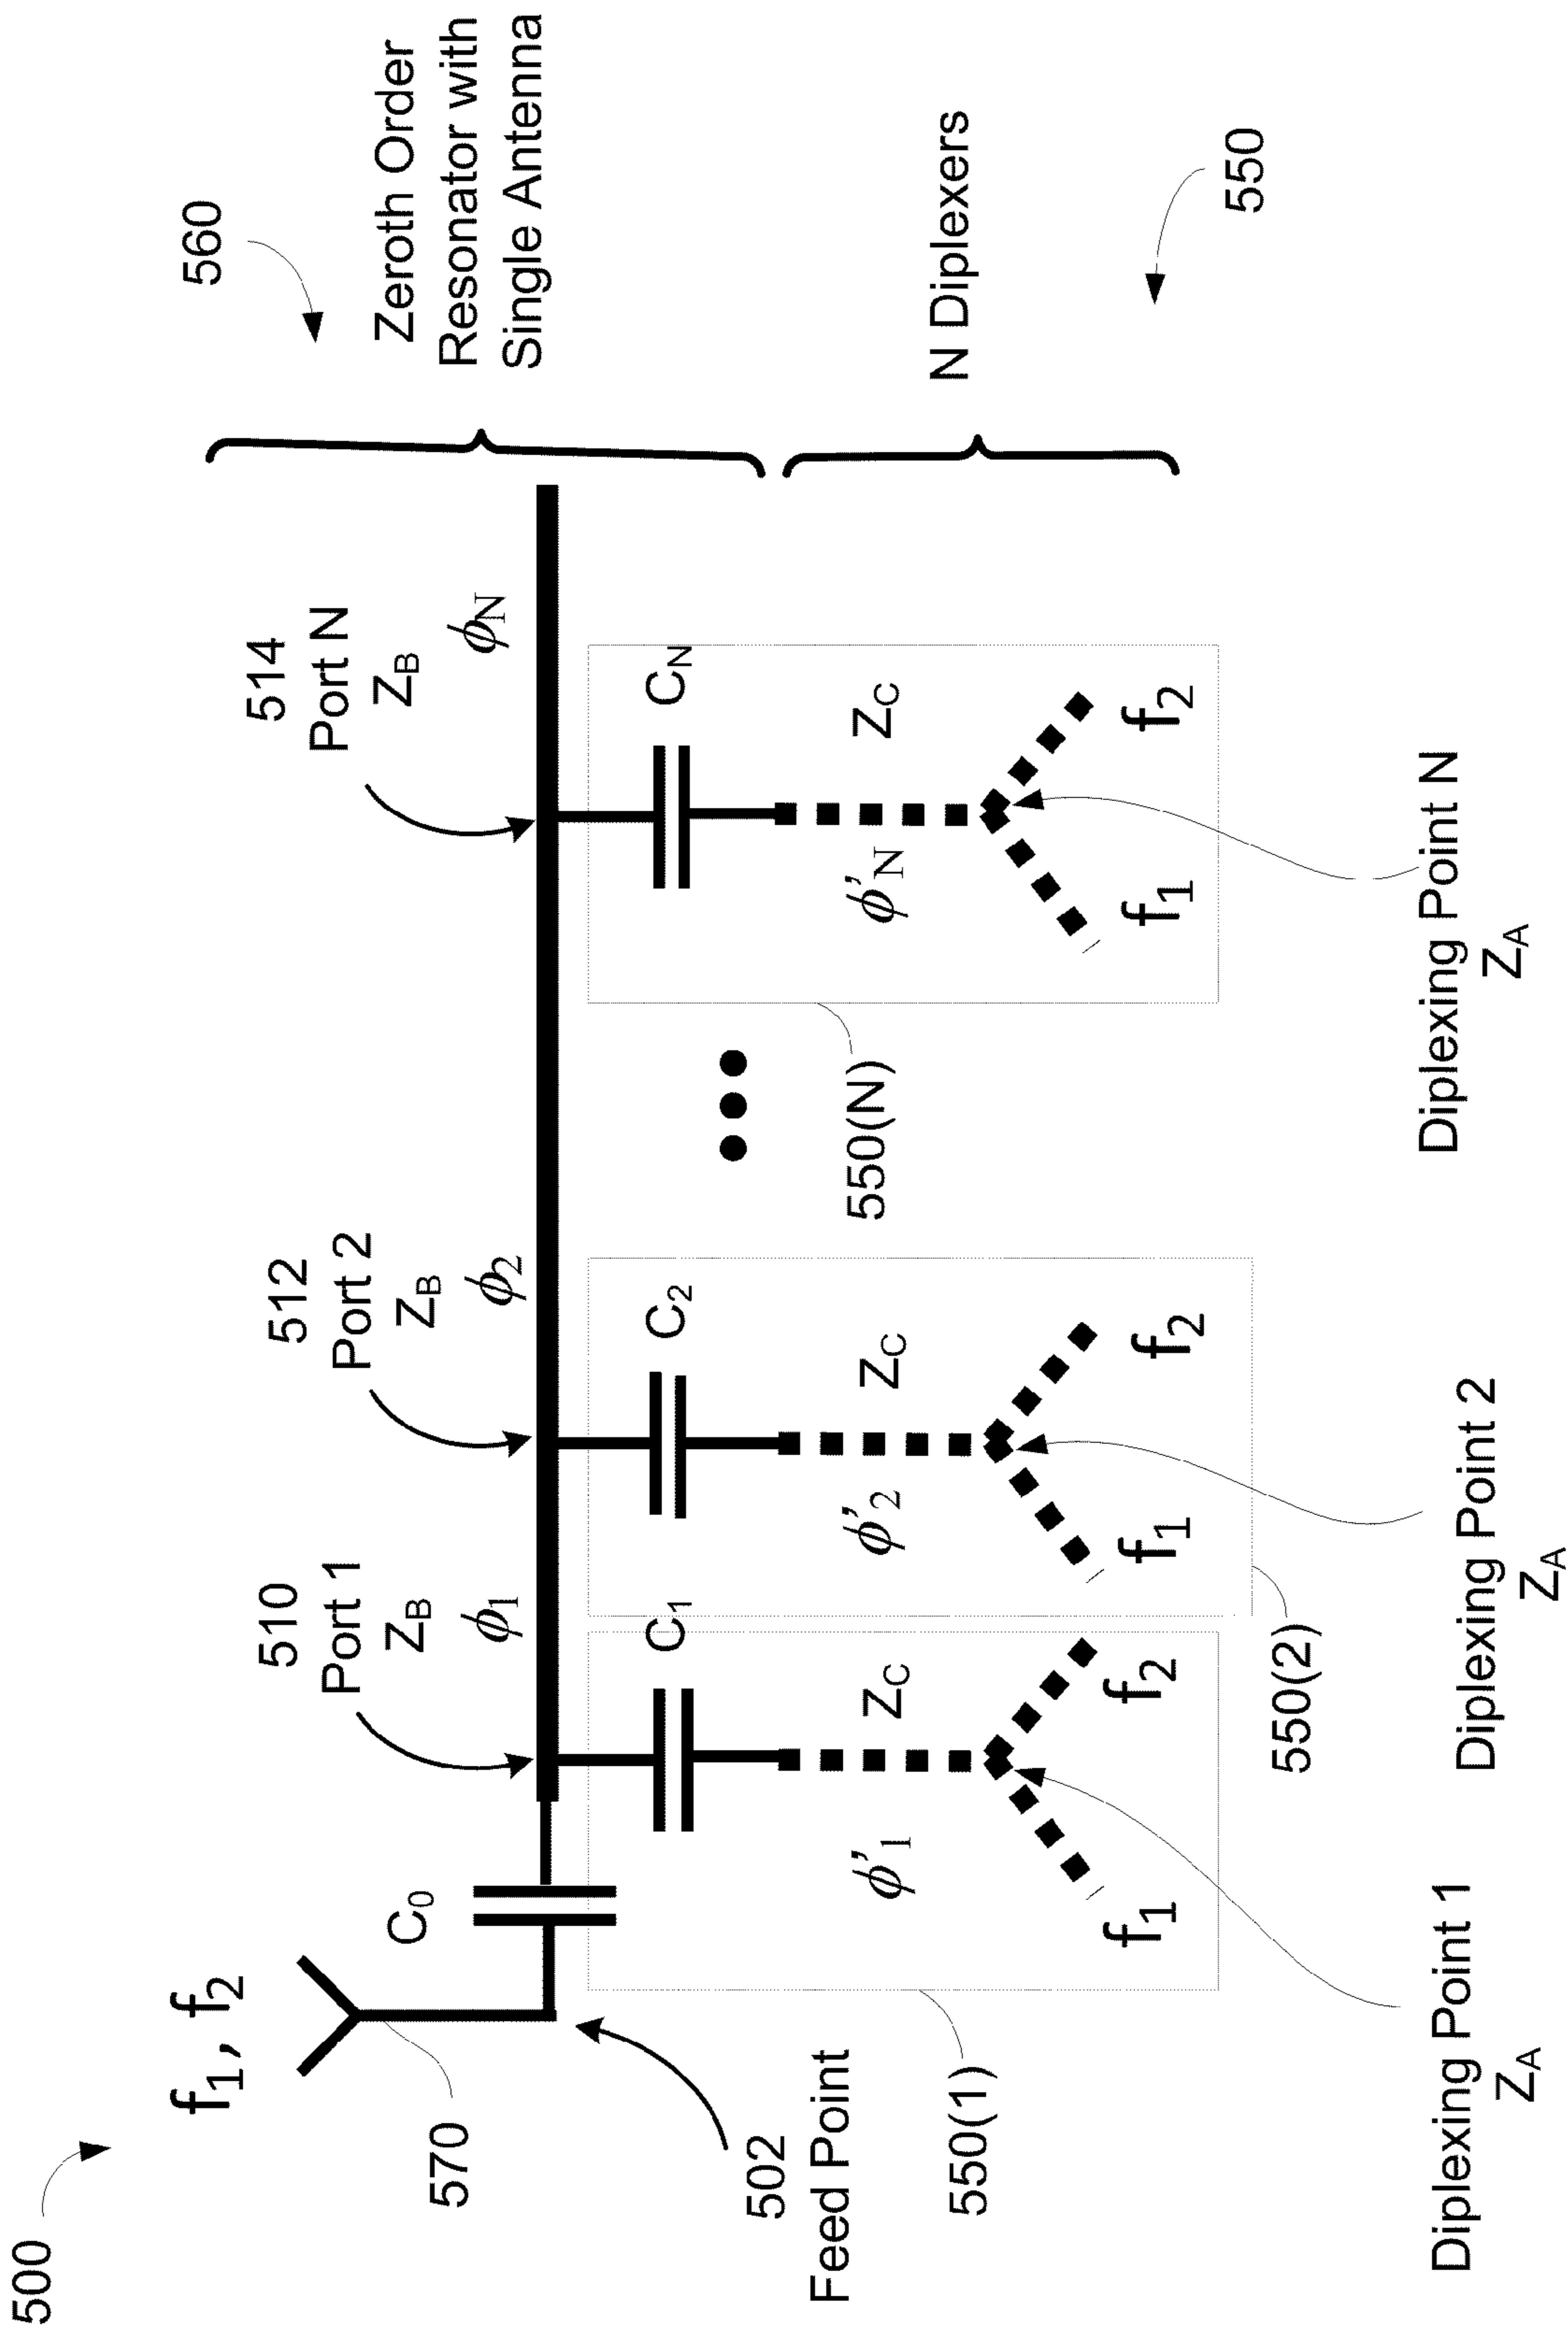 500
f1, f2
570
C0
502
Feed Point
510
Port 1
ZB
ϕ1
512
Port 2
ZB
ϕ2
514
Port N
ZB
ϕN
560
Zeroth Order
Resonator with
Single Antenna
C1
ϕ'1
ZC
f1
f2
550(1)
C2
ϕ'2
ZC
f1
f2
550(2)
CN
ϕ'N
ZC
f1
f2
550(N)
N Diplexers
550
Diplexing Point 1
ZA
Diplexing Point 2
ZA
Diplexing Point N
ZA